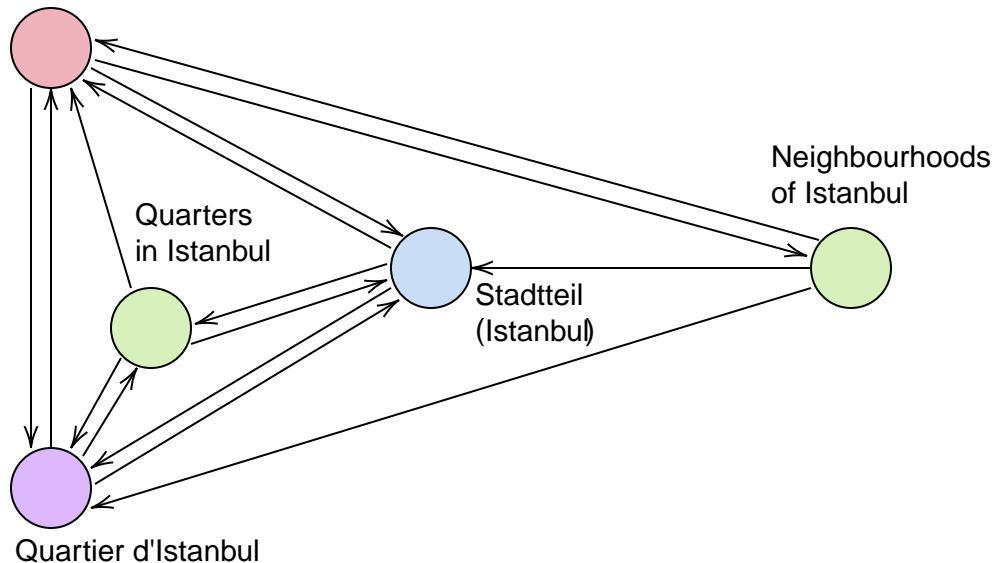 Neighbourhoods
of Istanbul
Quarters
in Istanbul
Stadtteil
(Istanbul)
Quartier d'Istanbul